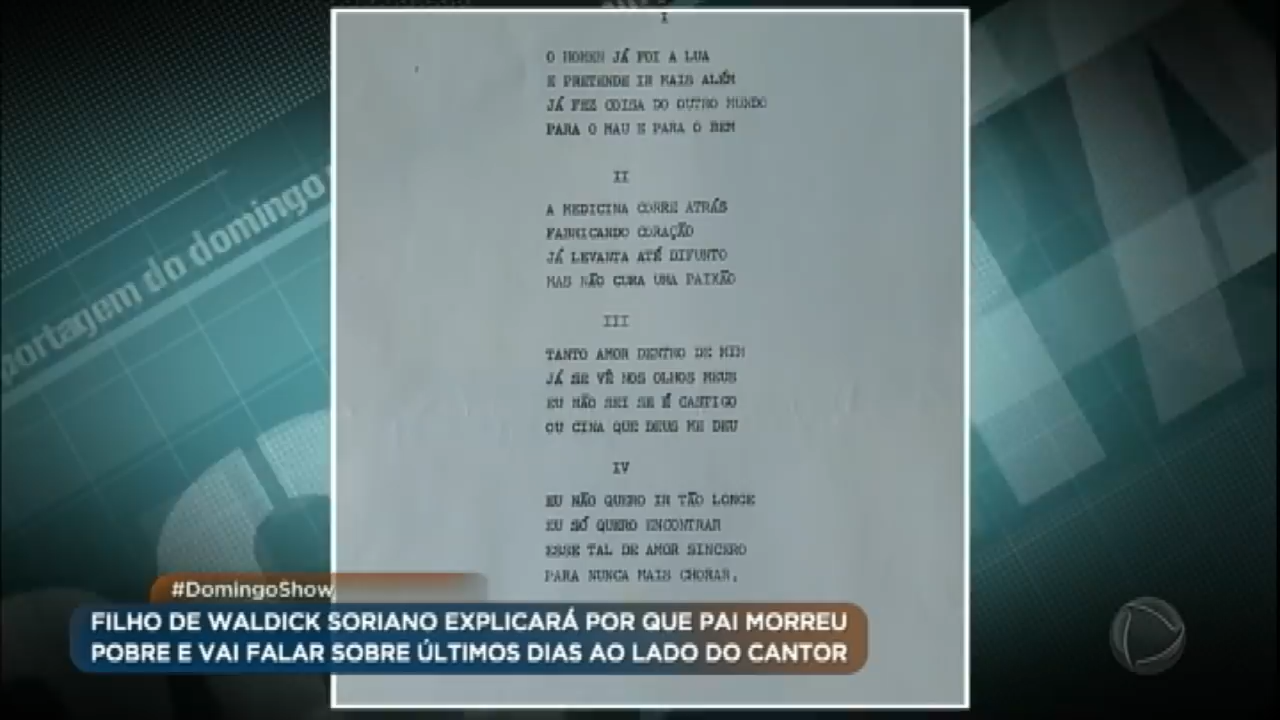 I
O HOMEM JÁ FOI A LUA
E PRETENDE IR MAIS ALÉM
JÁ FEZ COISA DO OUTRO MUNDO
PARA O MAU E PARA O BEM
II
A MEDICINA CORRE ATRÁS
FABRICANDO CORAÇÃO
JÁ LEVANTA ATÉ DIFUNTO
MAS NÃO CURA UMA PAIXÃO
III
TANTO AMOR DENTRO DE MIM
JÁ SE VÊ NOS OLHOS MEUS
EU NÃO SEI SE É CASTIGO
OU CINA QUE DEUS ME DEU
IV
EU NÃO QUERO IR TÃO LONGE
EU SÓ QUERO ENCONTRAR
ESSE TAL DE AMOR SINCERO
PARA NUNCA MAIS CHORAR.
portagem do domingo
#DomingoShow
FILHO DE WALDICK SORIANO EXPLICARÁ POR QUE PAI MORREU
POBRE E VAI FALAR SOBRE ÚLTIMOS DIAS AO LADO DO CANTOR